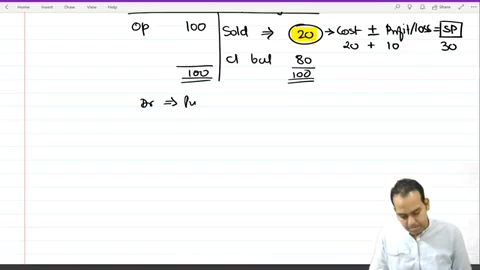 Insert Draw View Help
Op 100 Sold ⇒ 20 → Cost ± Profit/loss = SP
20 + 10 30
Cl bal 80
100 100
Dr ⇒ Pu